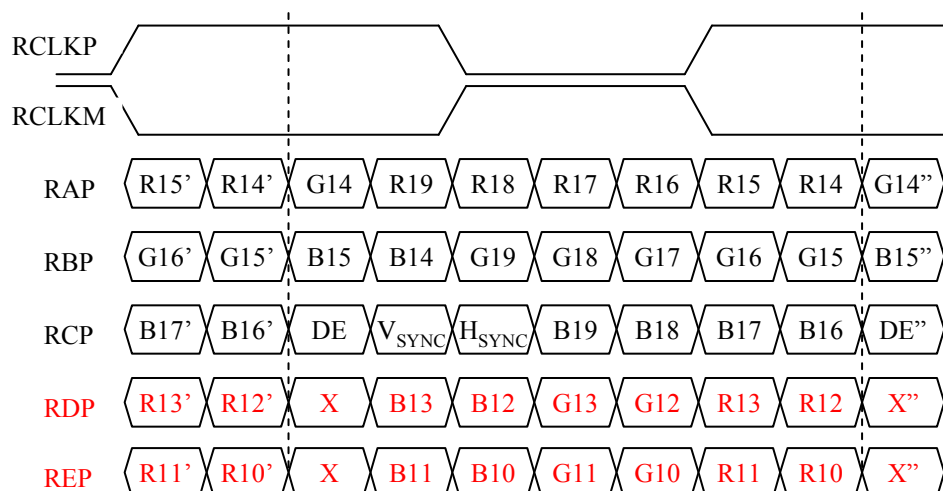 RCLKP
RCLKM
RAP R15’ R14’ G14 R19 R18 R17 R16 R15 R14 G14”
RBP G16’ G15’ B15 B14 G19 G18 G17 G16 G15 B15”
RCP B17’ B16’ DE VSYNC HSYNC B19 B18 B17 B16 DE”
RDP R13’ R12’ X B13 B12 G13 G12 R13 R12 X”
REP R11’ R10’ X B11 B10 G11 G10 R11 R10 X”